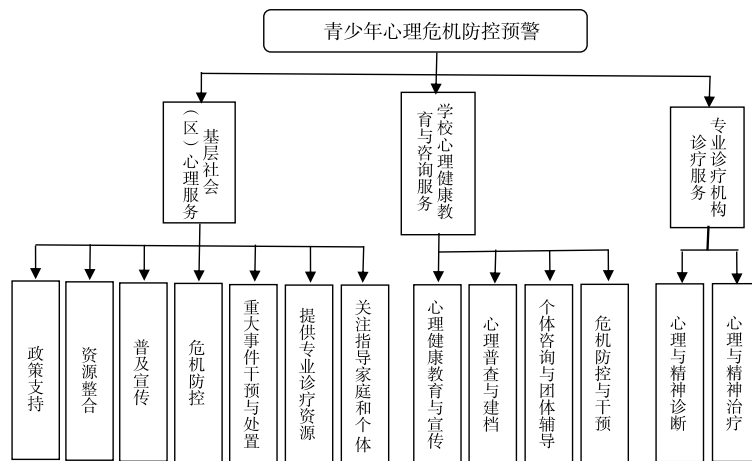 青少年心理危机防控预警
基层社会
（区）心理服务
学校心理健康教
育与咨询服务
专业诊疗机构
诊疗服务
政策支持
资源整合
普及宣传
危机防控
重大事件干预与处置
提供专业诊疗资源
关注指导家庭和个体
心理健康教育与宣传
心理普查与建档
个体咨询与团体辅导
危机防控与干预
心理与精神诊断
心理与精神治疗